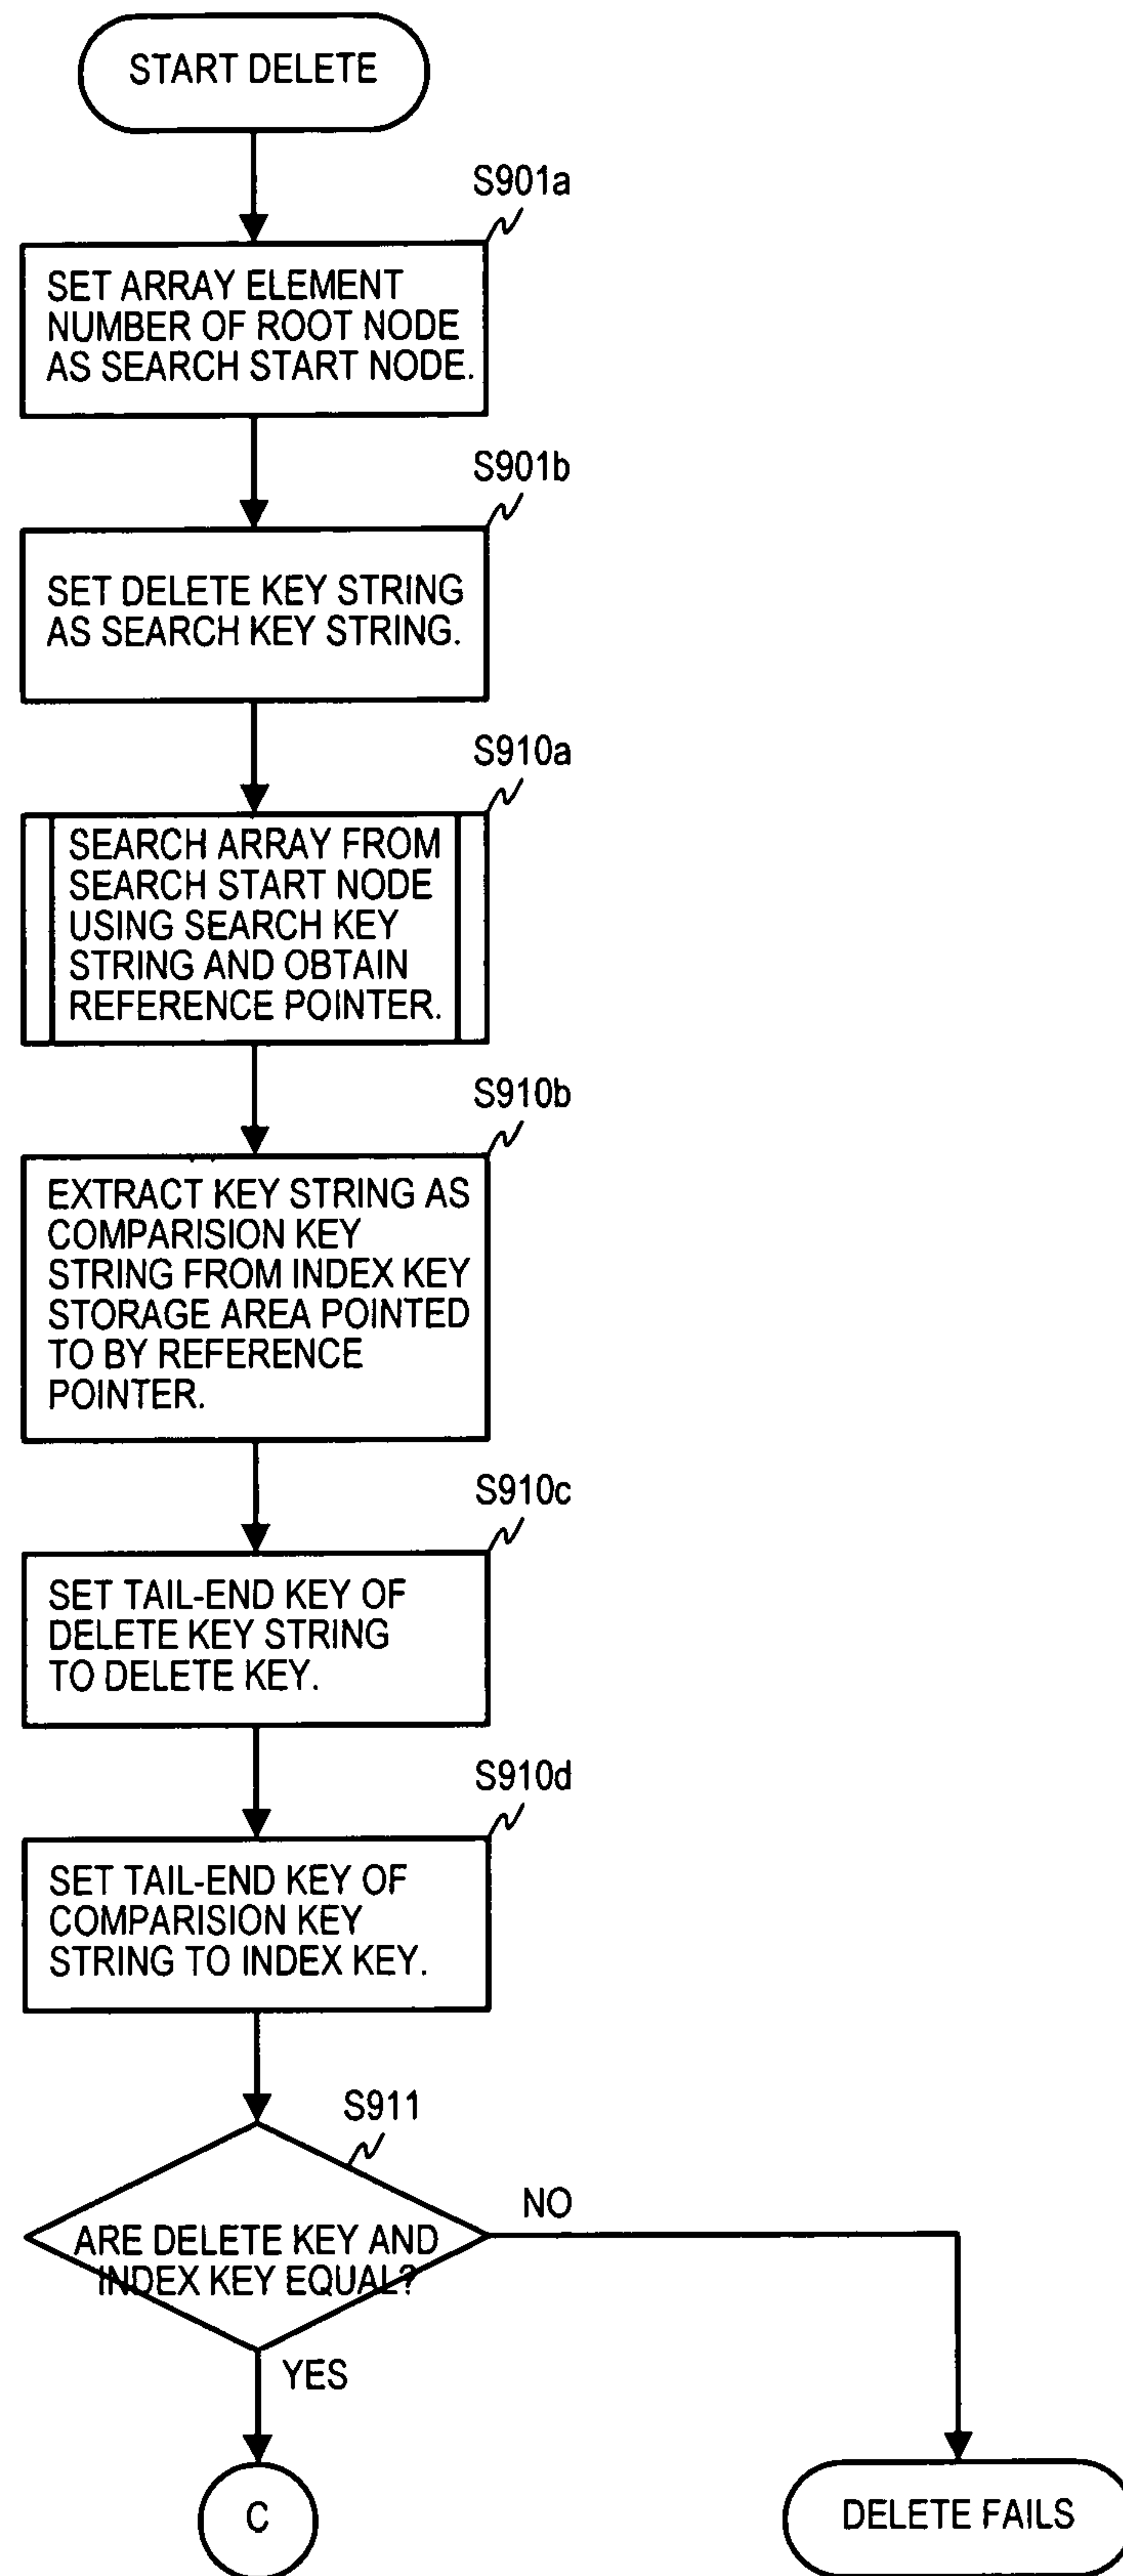 START DELETE
S901a
SET ARRAY ELEMENT
NUMBER OF ROOT NODE
AS SEARCH START NODE.
S901b
SET DELETE KEY STRING
AS SEARCH KEY STRING.
S910a
SEARCH ARRAY FROM
SEARCH START NODE
USING SEARCH KEY
STRING AND OBTAIN
REFERENCE POINTER.
S910b
EXTRACT KEY STRING AS
COMPARISION KEY
STRING FROM INDEX KEY
STORAGE AREA POINTED
TO BY REFERENCE
POINTER.
S910c
SET TAIL-END KEY OF
DELETE KEY STRING
TO DELETE KEY.
S910d
SET TAIL-END KEY OF
COMPARISION KEY
STRING TO INDEX KEY.
S911
NO
ARE DELETE KEY AND
INDEX KEY EQUAL?
YES
C
DELETE FAILS